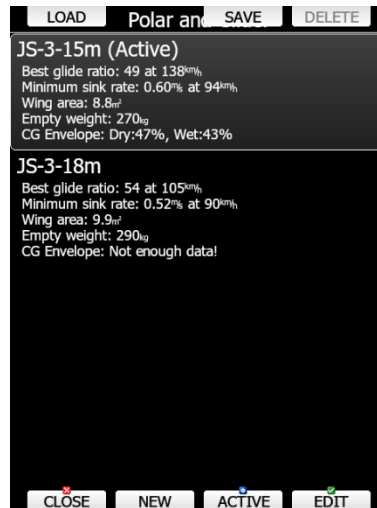 LOAD
Polar an
SAVE
DELETE
JS-3-15m (Active)
Best glide ratio: 49 at 138km/h
Minimum sink rate: 0.60m/s at 94km/h
Wing area: 8.8m²
Empty weight: 270kg
CG Envelope: Dry:47%, Wet:43%
JS-3-18m
Best glide ratio: 54 at 105km/h
Minimum sink rate: 0.52m/s at 90km/h
Wing area: 9.9m²
Empty weight: 290kg
CG Envelope: Not enough data!
CLOSE
NEW
ACTIVE
EDIT